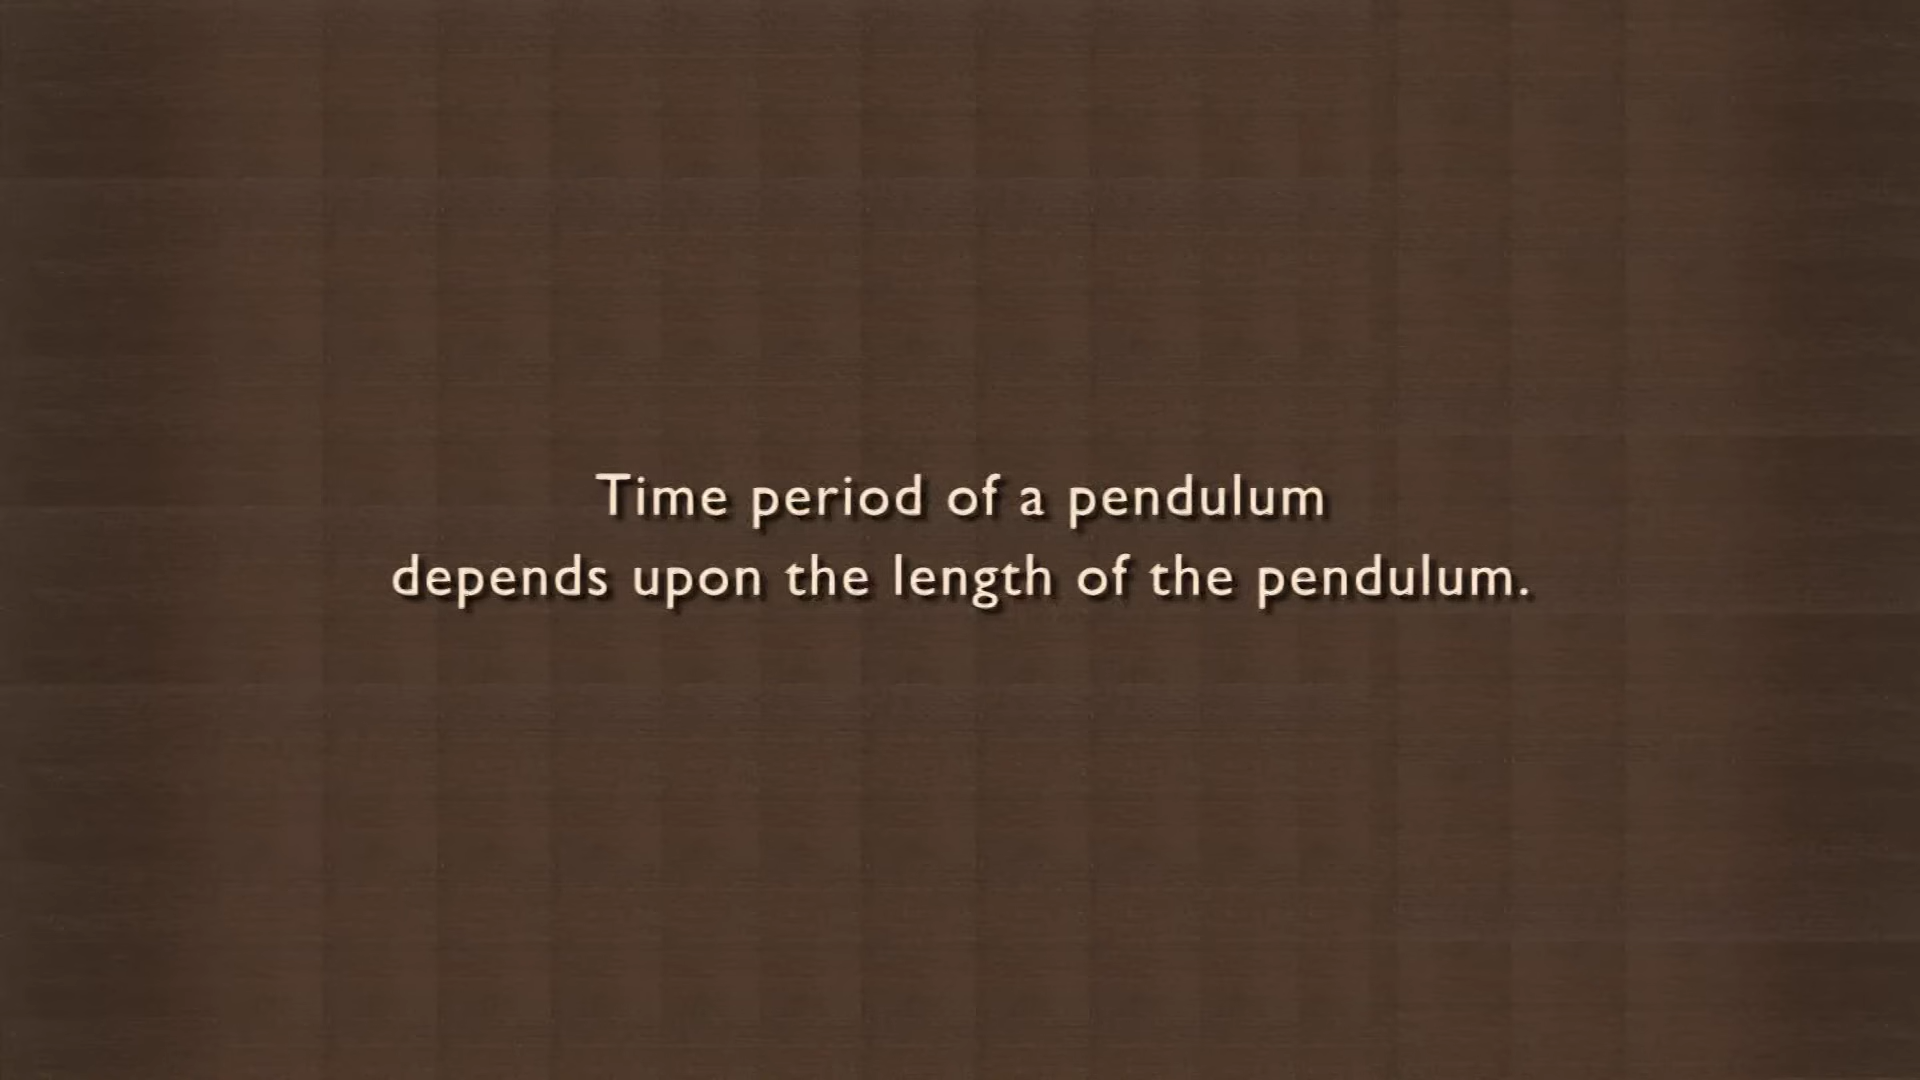 Time period of a pendulum
depends upon the length of the pendulum.